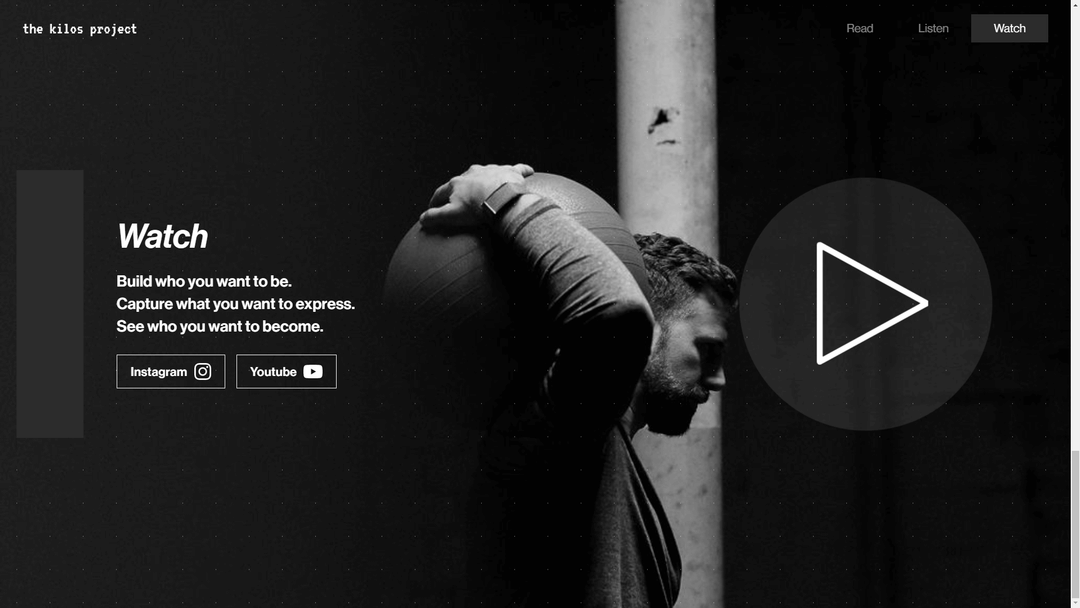 the kilos project
Read
Listen
Watch
Watch
Build who you want to be.
Capture what you want to express.
See who you want to become.
Instagram
Youtube